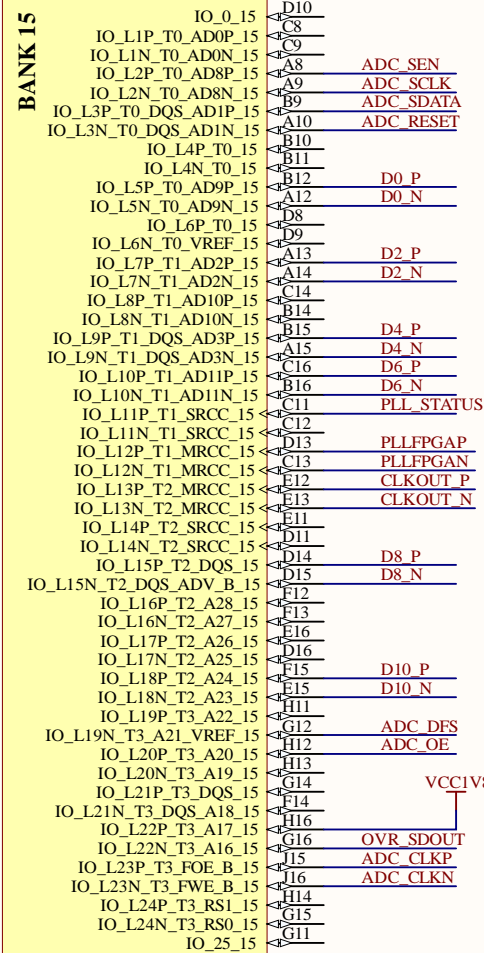 BANK 15
IO_0_15 D10
IO_L1P_T0_AD0P_15 C8
IO_L1N_T0_AD0N_15 C9
IO_L2P_T0_AD8P_15 A8 ADC_SEN
IO_L2N_T0_AD8N_15 A9 ADC_SCLK
IO_L3P_T0_DQS_AD1P_15 B9 ADC_SDATA
IO_L3N_T0_DQS_AD1N_15 A10 ADC_RESET
IO_L4P_T0_15 B10
IO_L4N_T0_15 B11
IO_L5P_T0_AD9P_15 B12 D0_P
IO_L5N_T0_AD9N_15 A12 D0_N
IO_L6P_T0_15 D8
IO_L6N_T0_VREF_15 D9
IO_L7P_T1_AD2P_15 A13 D2_P
IO_L7N_T1_AD2N_15 A14 D2_N
IO_L8P_T1_AD10P_15 C14
IO_L8N_T1_AD10N_15 B14
IO_L9P_T1_DQS_AD3P_15 B15 D4_P
IO_L9N_T1_DQS_AD3N_15 A15 D4_N
IO_L10P_T1_AD11P_15 C16 D6_P
IO_L10N_T1_AD11N_15 B16 D6_N
IO_L11P_T1_SRCC_15 C11 PLL_STATUS
IO_L11N_T1_SRCC_15 C12
IO_L12P_T1_MRCC_15 D13 PLLFPGAP
IO_L12N_T1_MRCC_15 C13 PLLFPGAN
IO_L13P_T2_MRCC_15 E12 CLKOUT_P
IO_L13N_T2_MRCC_15 E13 CLKOUT_N
IO_L14P_T2_SRCC_15 E11
IO_L14N_T2_SRCC_15 D11
IO_L15P_T2_DQS_15 D14 D8_P
IO_L15N_T2_DQS_ADV_B_15 D15 D8_N
IO_L16P_T2_A28_15 F12
IO_L16N_T2_A27_15 F13
IO_L17P_T2_A26_15 E16
IO_L17N_T2_A25_15 D16
IO_L18P_T2_A24_15 F15 D10_P
IO_L18N_T2_A23_15 E15 D10_N
IO_L19P_T3_A22_15 H11
IO_L19N_T3_A21_VREF_15 G12 ADC_DFS
IO_L20P_T3_A20_15 H12 ADC_OE
IO_L20N_T3_A19_15 H13
IO_L21P_T3_DQS_15 G14
IO_L21N_T3_DQS_A18_15 F14 VCC1V8
IO_L22P_T3_A17_15 H16
IO_L22N_T3_A16_15 G16 OVR_SDOUT
IO_L23P_T3_FOE_B_15 J15 ADC_CLKP
IO_L23N_T3_FWE_B_15 J16 ADC_CLKN
IO_L24P_T3_RS1_15 H14
IO_L24N_T3_RS0_15 G15
IO_25_15 G11